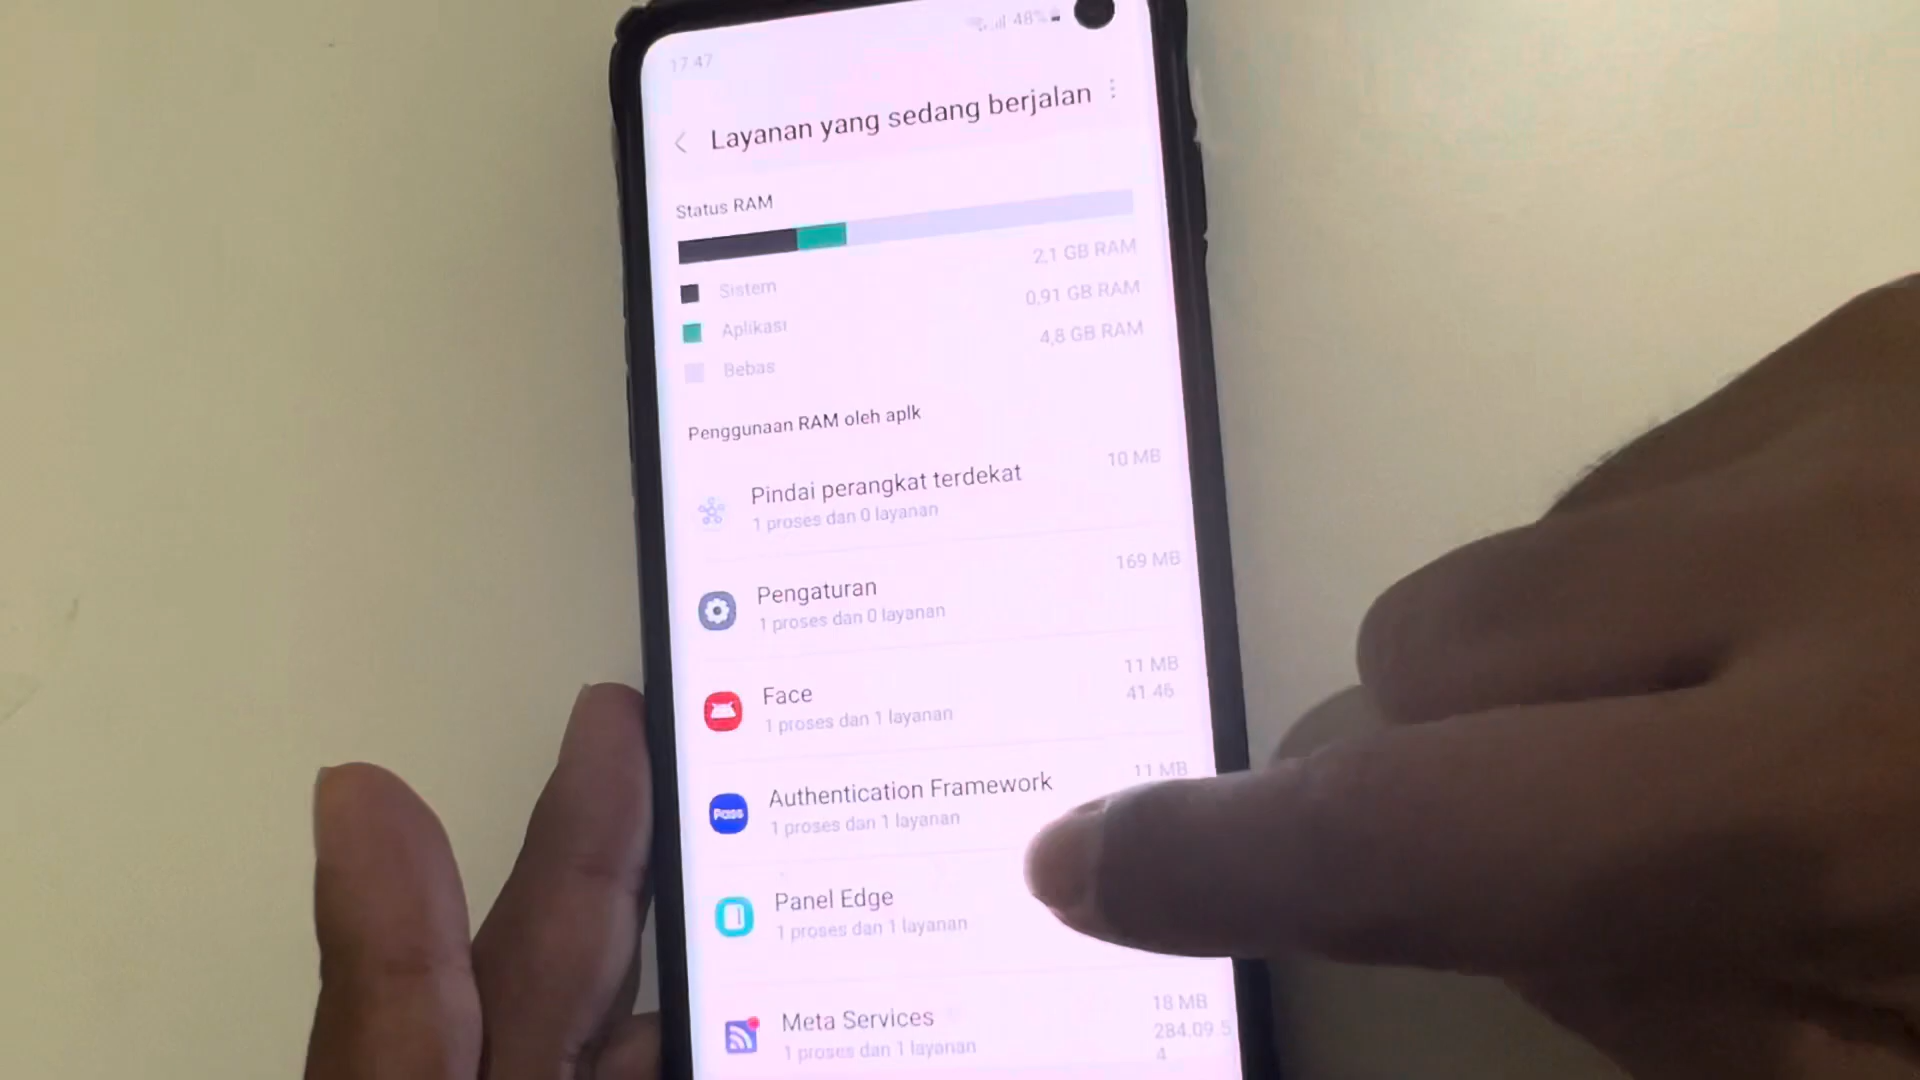 17.47
48%
Layanan yang sedang berjalan
Status RAM
Sistem 2,1 GB RAM
Aplikasi 0,91 GB RAM
Bebas 4,8 GB RAM
Penggunaan RAM oleh aplk
Pindai perangkat terdekat 10 MB
1 proses dan 0 layanan
Pengaturan 169 MB
1 proses dan 0 layanan
Face 11 MB
1 proses dan 1 layanan 41.46
Authentication Framework 11 MB
Pass
1 proses dan 1 layanan
Panel Edge
1 proses dan 1 layanan
Meta Services 18 MB
1 proses dan 1 layanan 284.09.5
4